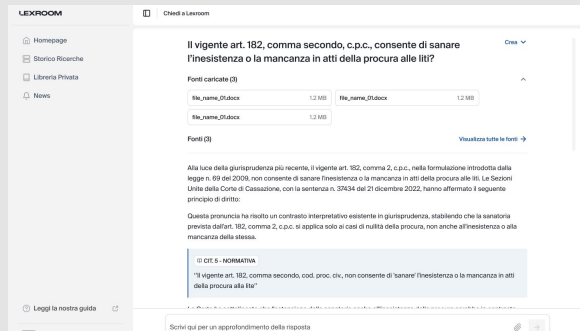 LEXROOM
Chiedi a Lexroom
Homepage
Storico Ricerche
Libreria Privata
News
Leggi la nostra guida
Il vigente art. 182, comma secondo, c.p.c., consente di sanare
l'inesistenza o la mancanza in atti della procura alle liti?
Crea
Fonti caricate (3)
file_name_01.docx 1.2 MB file_name_01.docx 1.2 MB
file_name_01.docx 1.2 MB
Fonti (3) Visualizza tutte le fonti →
Alla luce della giurisprudenza più recente, il vigente art. 182, comma 2, c.p.c., nella formulazione introdotta dalla
legge n. 69 del 2009, non consente di sanare l'inesistenza o la mancanza in atti della procura alle liti. Le Sezioni
Unite della Corte di Cassazione, con la sentenza n. 37434 del 21 dicembre 2022, hanno affermato il seguente
principio di diritto:
Questa pronuncia ha risolto un contrasto interpretativo esistente in giurisprudenza, stabilendo che la sanatoria
prevista dall'art. 182, comma 2, c.p.c. si applica solo ai casi di nullità della procura, non anche all'inesistenza o alla
mancanza della stessa.
CIT. 5 - NORMATIVA
"Il vigente art. 182, comma secondo, cod. proc. civ., non consente di 'sanare' l'inesistenza o la mancanza in atti
della procura alla lite"
Scrivi qui per un approfondimento della risposta